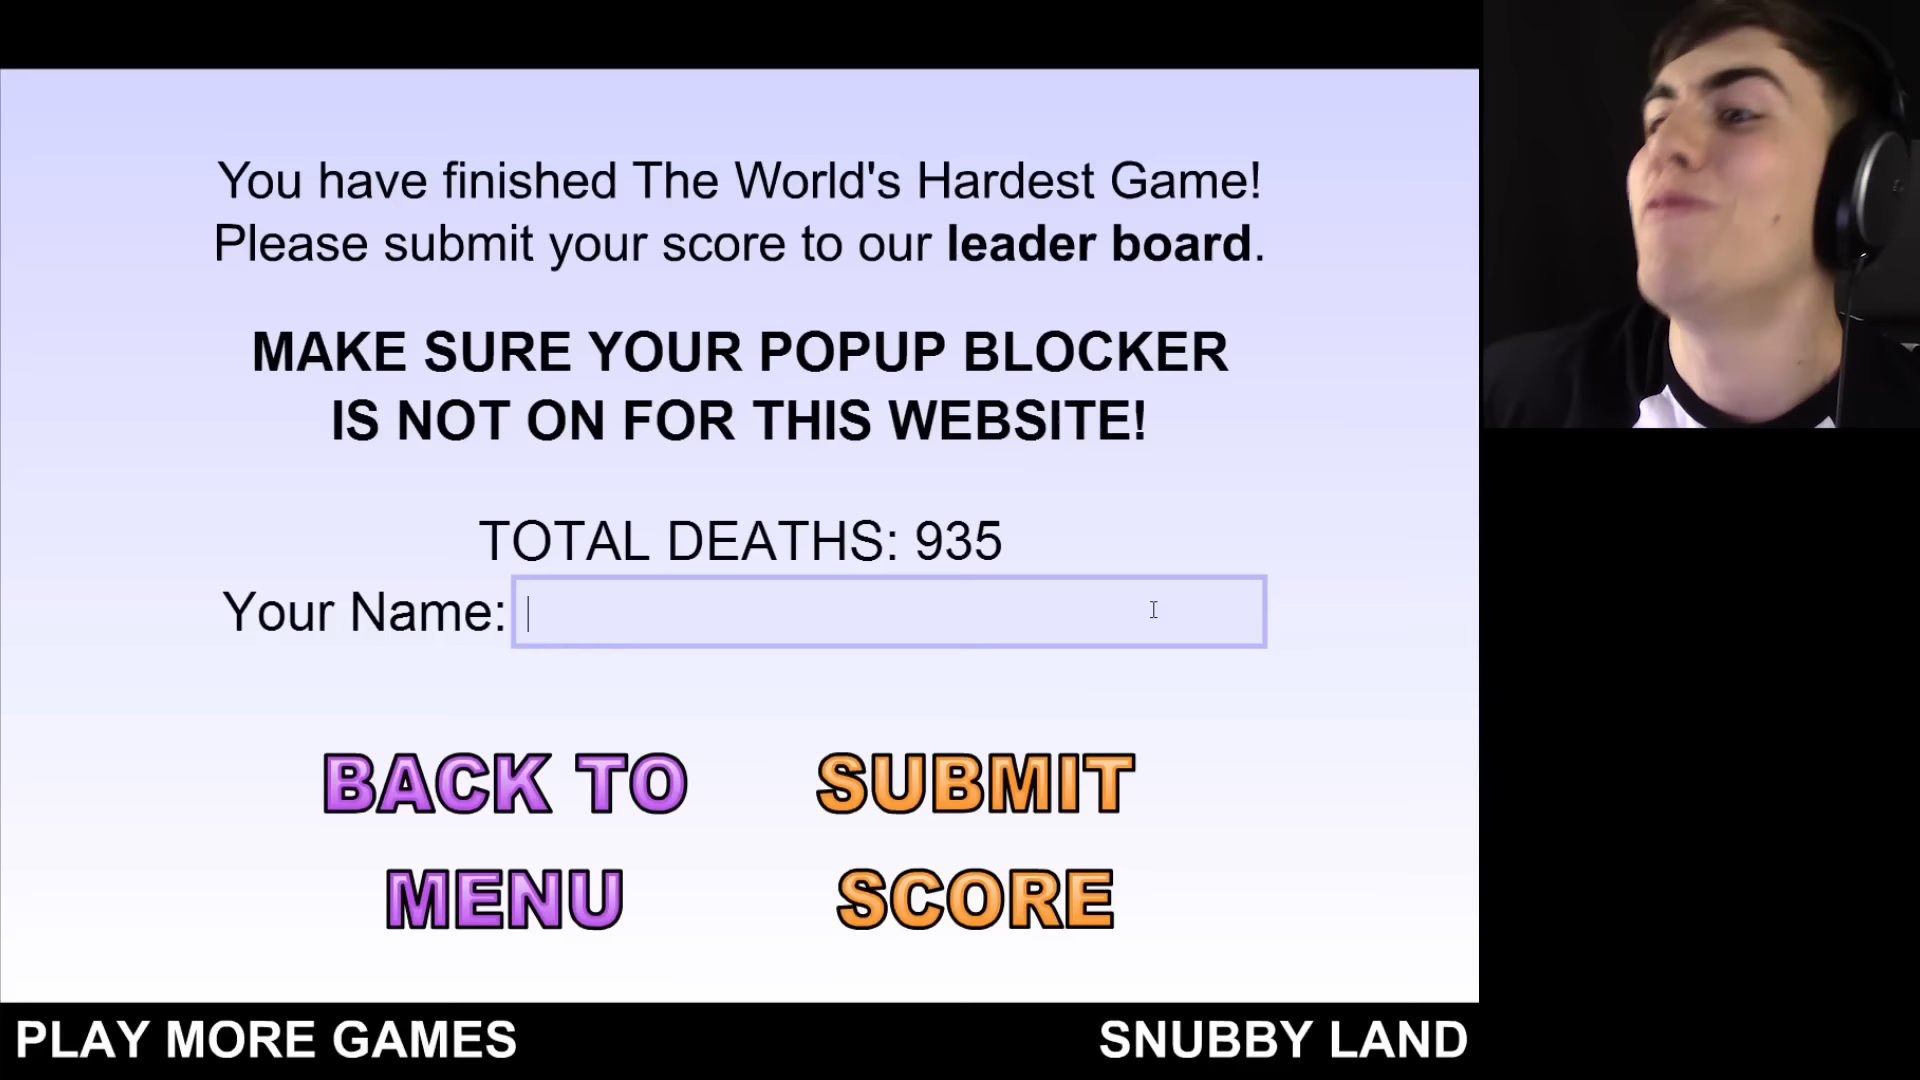 You have finished The World's Hardest Game!
Please submit your score to our leader board.
MAKE SURE YOUR POPUP BLOCKER
IS NOT ON FOR THIS WEBSITE!
TOTAL DEATHS: 935
Your Name:
BACK TO
MENU
SUBMIT
SCORE
PLAY MORE GAMES
SNUBBY LAND